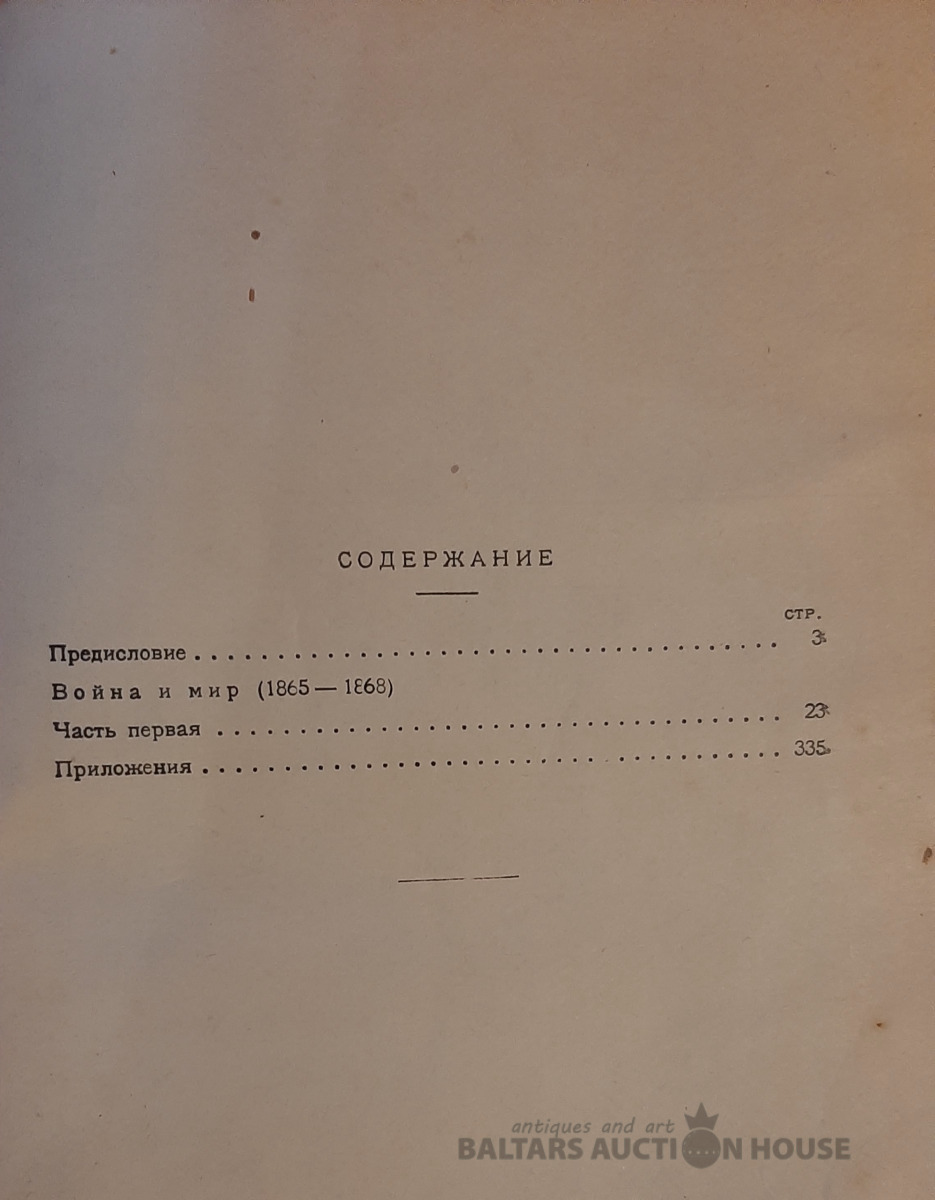 СОДЕРЖАНИЕ
стр.
Предисловие . . . . . . . . . . . . . . . . . . . . . . . . . . . . . . . . . . . 3
Война и мир (1865 — 1868)
Часть первая . . . . . . . . . . . . . . . . . . . . . . . . . . . . . . . . . . 23
Приложения . . . . . . . . . . . . . . . . . . . . . . . . . . . . . . . . . . . 335
antiques and art
BALTARS AUCTION HOUSE